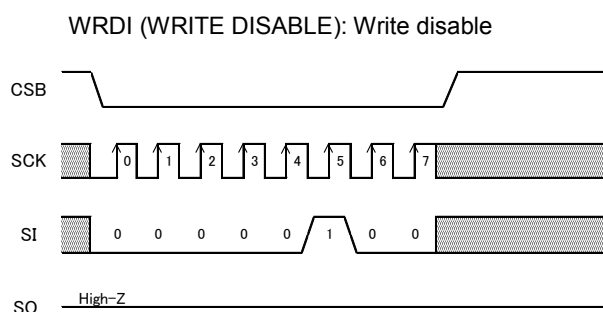 WRDI (WRITE DISABLE): Write disable
CSB
SCK
0 1 2 3 4 5 6 7
SI
0 0 0 0 0 1 0 0
High-Z
SO